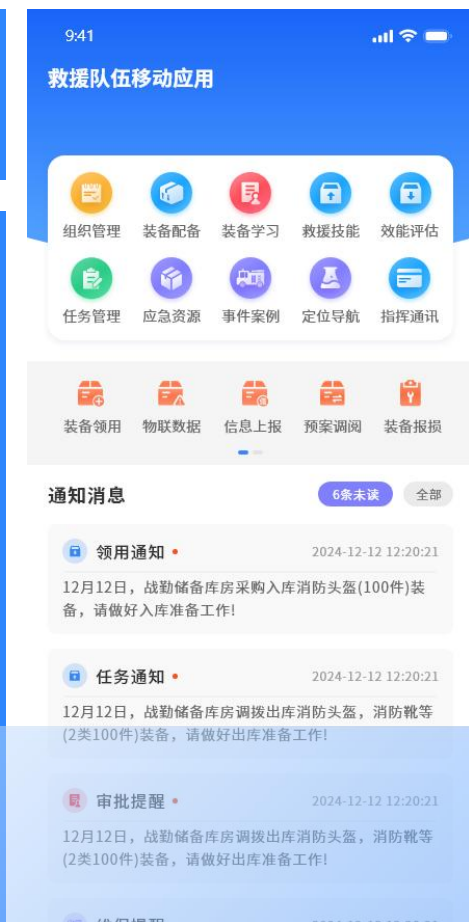 9:41
救援队伍移动应用
组织管理 装备配备 装备学习 救援技能 效能评估
任务管理 应急资源 事件案例 定位导航 指挥通讯
装备领用 物联数据 信息上报 预案调阅 装备报损
通知消息 6条未读 全部
领用通知 2024-12-12 12:20:21
12月12日，战勤储备库房采购入库消防头盔(100件)装
备，请做好入库准备工作!
任务通知 2024-12-12 12:20:21
12月12日，战勤储备库房调拨出库消防头盔，消防靴等
(2类100件)装备，请做好出库准备工作!
审批提醒 2024-12-12 12:20:21
12月12日，战勤储备库房调拨出库消防头盔，消防靴等
(2类100件)装备，请做好出库准备工作!